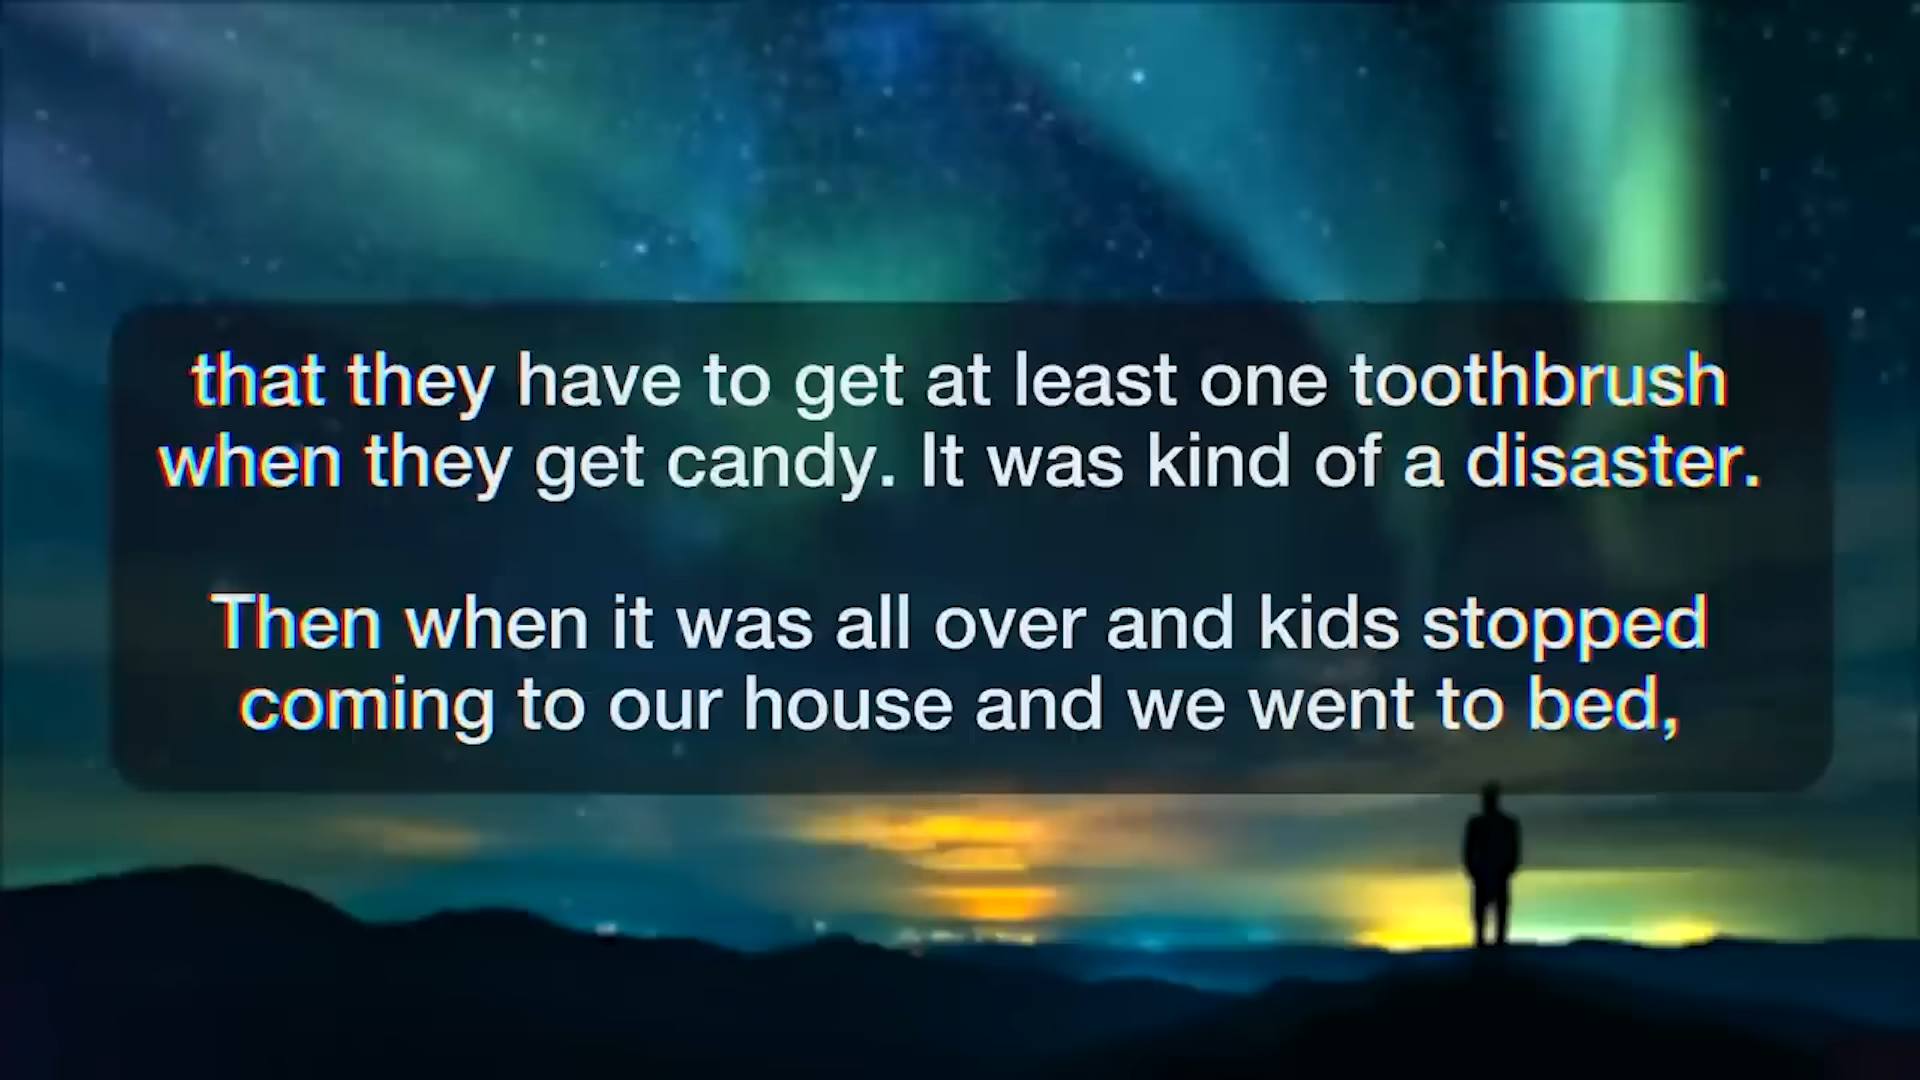 that they have to get at least one toothbrush
when they get candy. It was kind of a disaster.
Then when it was all over and kids stopped
coming to our house and we went to bed,